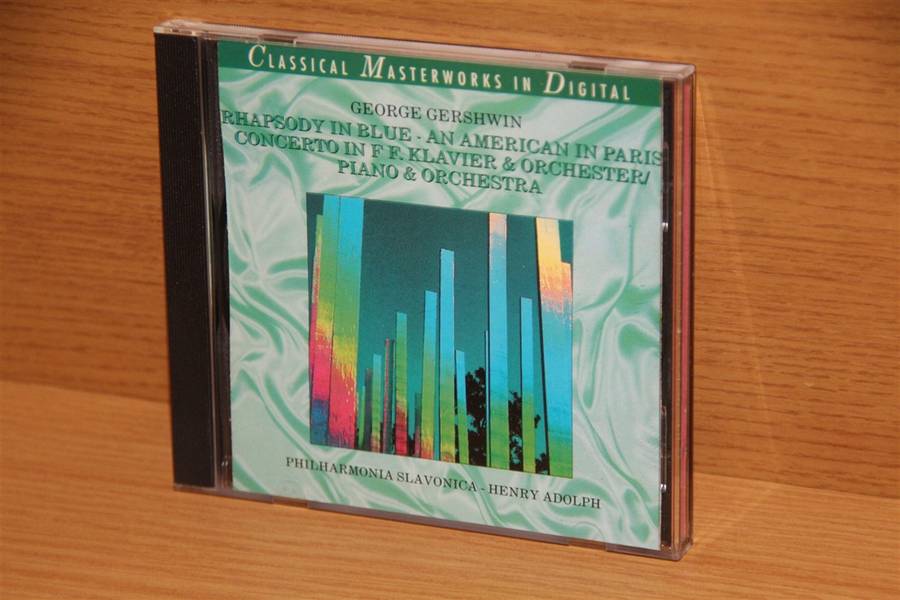 CLASSICAL MASTERWORKS IN DIGITAL
GEORGE GERSHWIN
RHAPSODY IN BLUE - AN AMERICAN IN PARIS
CONCERTO IN F F. KLAVIER & ORCHESTER/
PIANO & ORCHESTRA
PHILHARMONIA SLAVONICA - HENRY ADOLPH